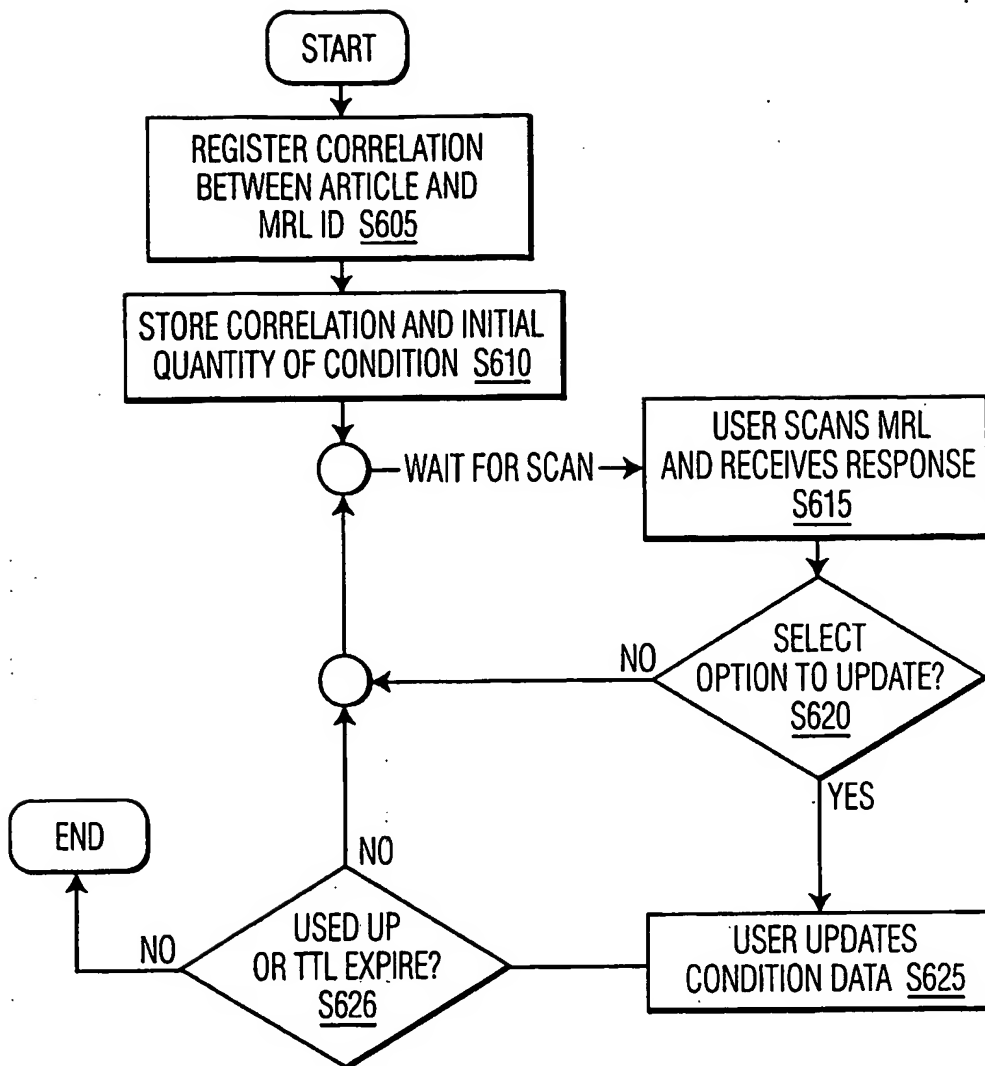 START
REGISTER CORRELATION
BETWEEN ARTICLE AND
MRL ID S605
STORE CORRELATION AND INITIAL
QUANTITY OF CONDITION S610
WAIT FOR SCAN
USER SCANS MRL
AND RECEIVES RESPONSE
S615
SELECT
OPTION TO UPDATE?
S620
NO
YES
USER UPDATES
CONDITION DATA S625
USED UP
OR TTL EXPIRE?
S626
NO
NO
END